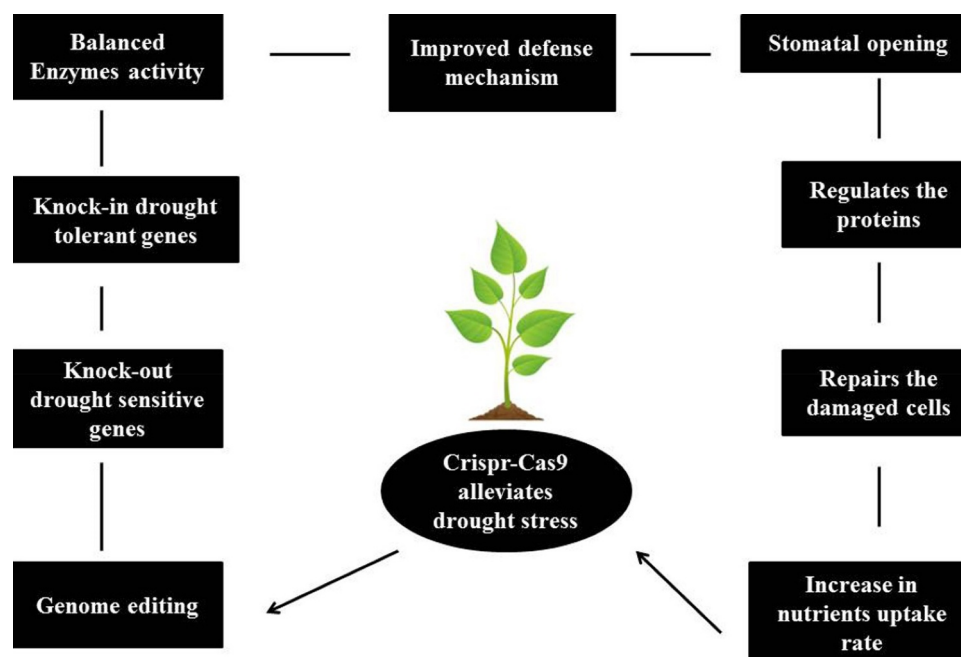 Balanced
Enzymes activity
Improved defense
mechanism
Stomatal opening
Knock-in drought
tolerant genes
Regulates the
proteins
Knock-out
drought sensitive
genes
Repairs the
damaged cells
Crispr-Cas9
alleviates
drought stress
Genome editing
Increase in
nutrients uptake
rate